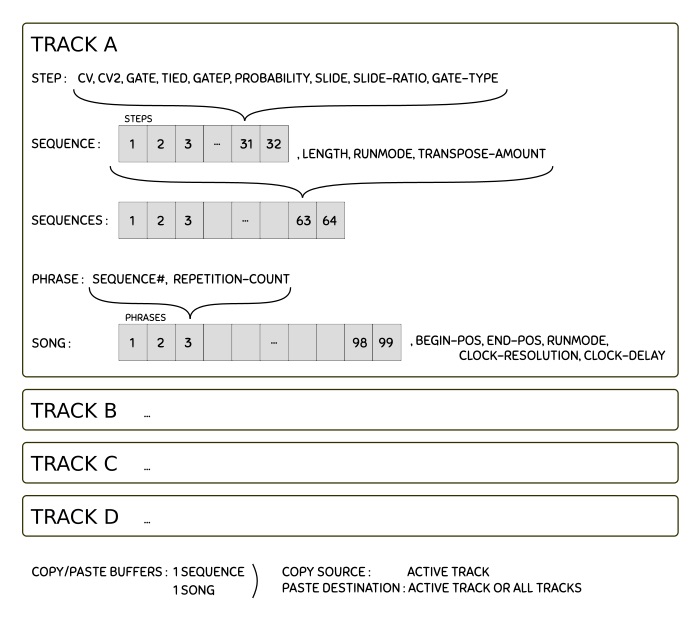 TRACK A
STEP: CV, CV2, GATE, TIED, GATEP, PROBABILITY, SLIDE, SLIDE-RATIO, GATE-TYPE
STEPS
SEQUENCE: 1 2 3 ... 31 32 , LENGTH, RUNMODE, TRANSPOSE-AMOUNT
SEQUENCES: 1 2 3 ... 63 64
PHRASE: SEQUENCE#, REPETITION-COUNT
PHRASES
SONG: 1 2 3 ... 98 99 , BEGIN-POS, END-POS, RUNMODE,
CLOCK-RESOLUTION, CLOCK-DELAY
TRACK B ...
TRACK C ...
TRACK D ...
COPY/PASTE BUFFERS: 1 SEQUENCE ) COPY SOURCE: ACTIVE TRACK
1 SONG PASTE DESTINATION: ACTIVE TRACK OR ALL TRACKS